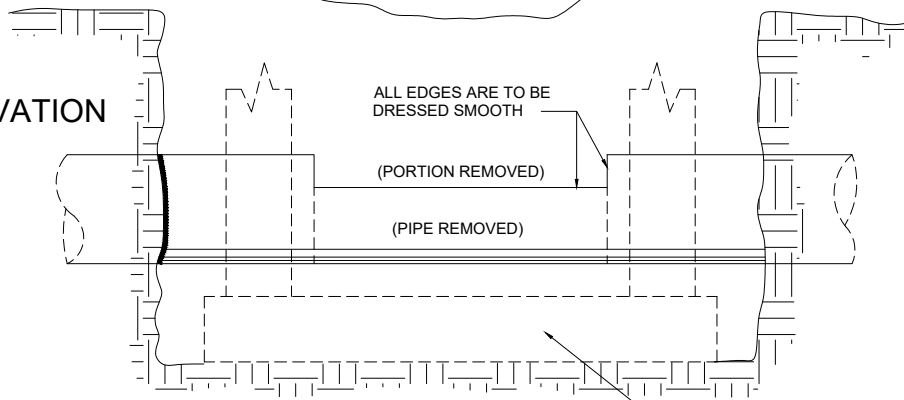 ALL EDGES ARE TO BE
DRESSED SMOOTH
VATION
(PORTION REMOVED)
(PIPE REMOVED)